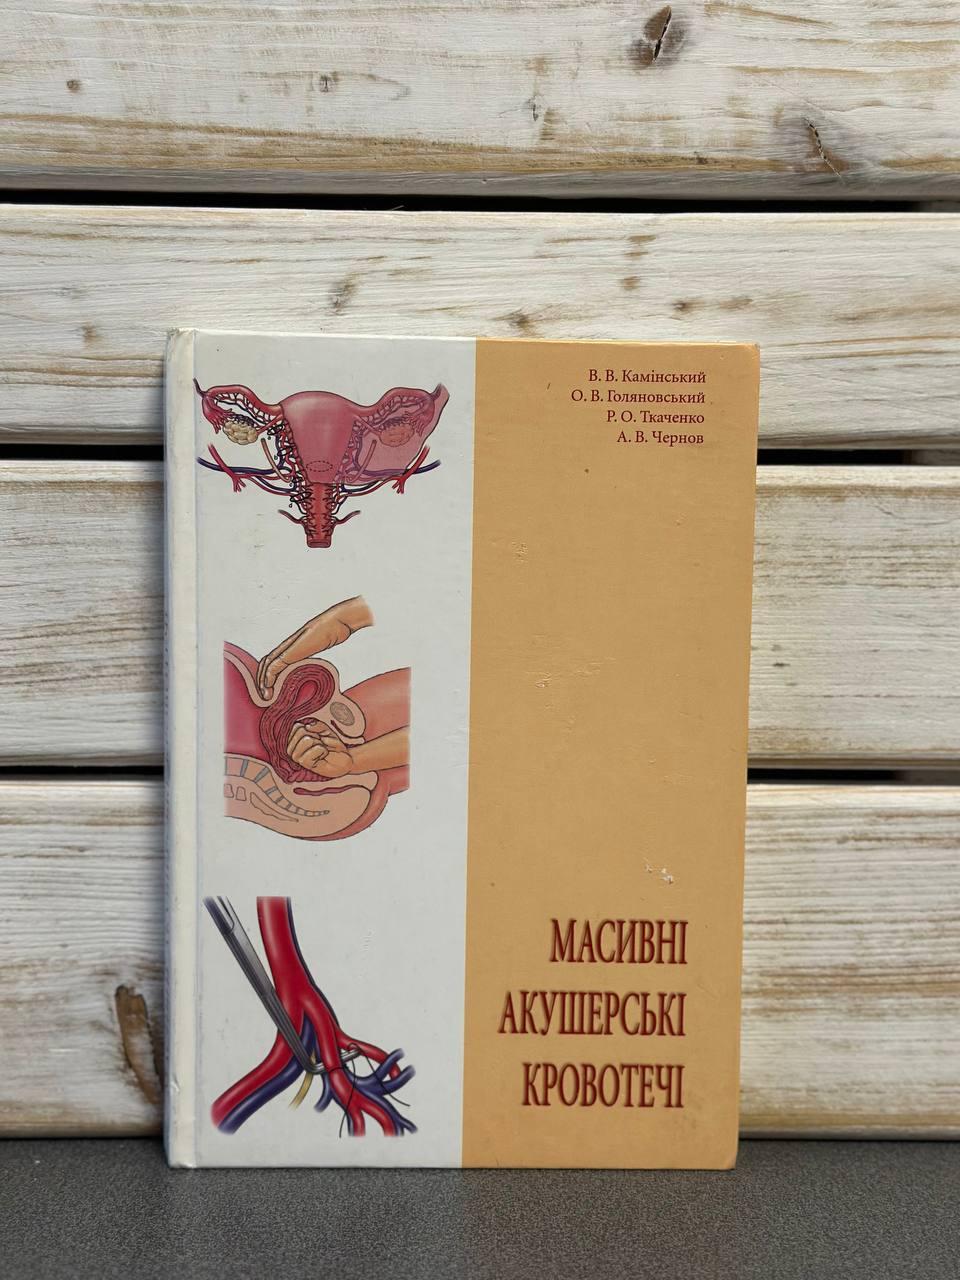 В. В. Камінський
О. В. Голяновський
Р. О. Ткаченко
А. В. Чернов
МАСИВНІ
АКУШЕРСЬКІ
КРОВОТЕЧІ